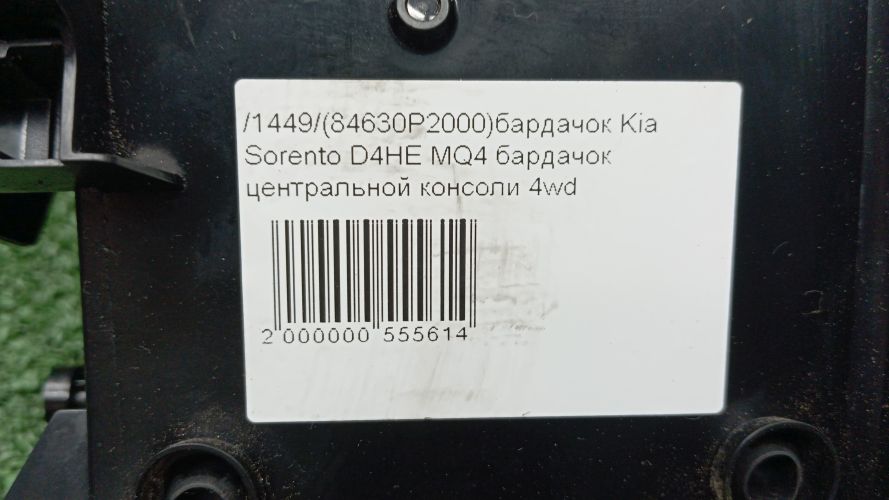 /1449/(84630P2000)бардачок Kia
Sorento D4HE MQ4 бардачок
центральной консоли 4wd
2 000000 555614